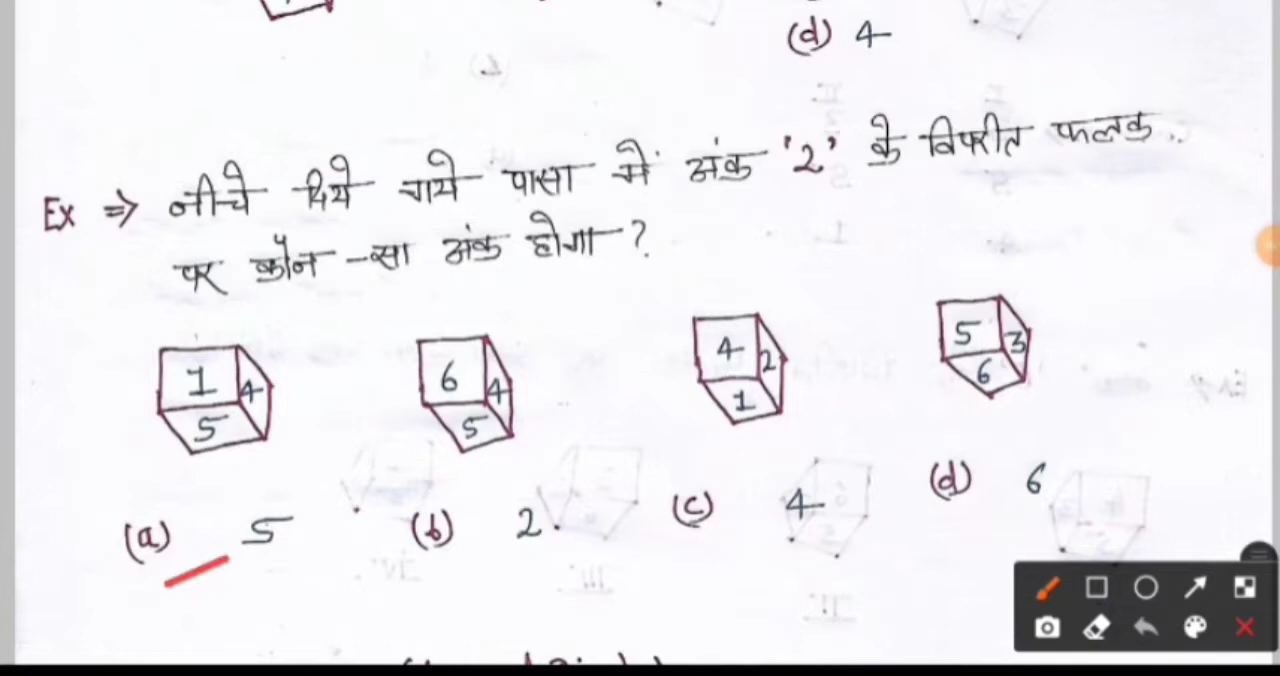 (d) 4
Ex ⇒ नीचे दिये गये पासा में अंक '2' के विपरीत फलक..
पर कौन-सा अंक होगा?
1 4 5
6 4 5
4 2 1
5 3 6
(a) 5 (b) 2 (c) 4 (d) 6